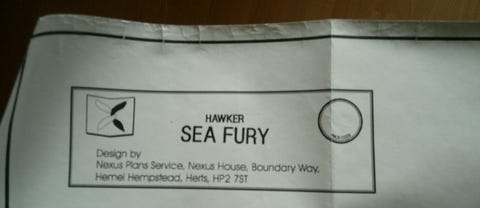 HAWKER
SEA FURY
Design by
Nexus Plans Service, Nexus House, Boundary Way,
Hemel Hempstead, Herts, HP2 7ST